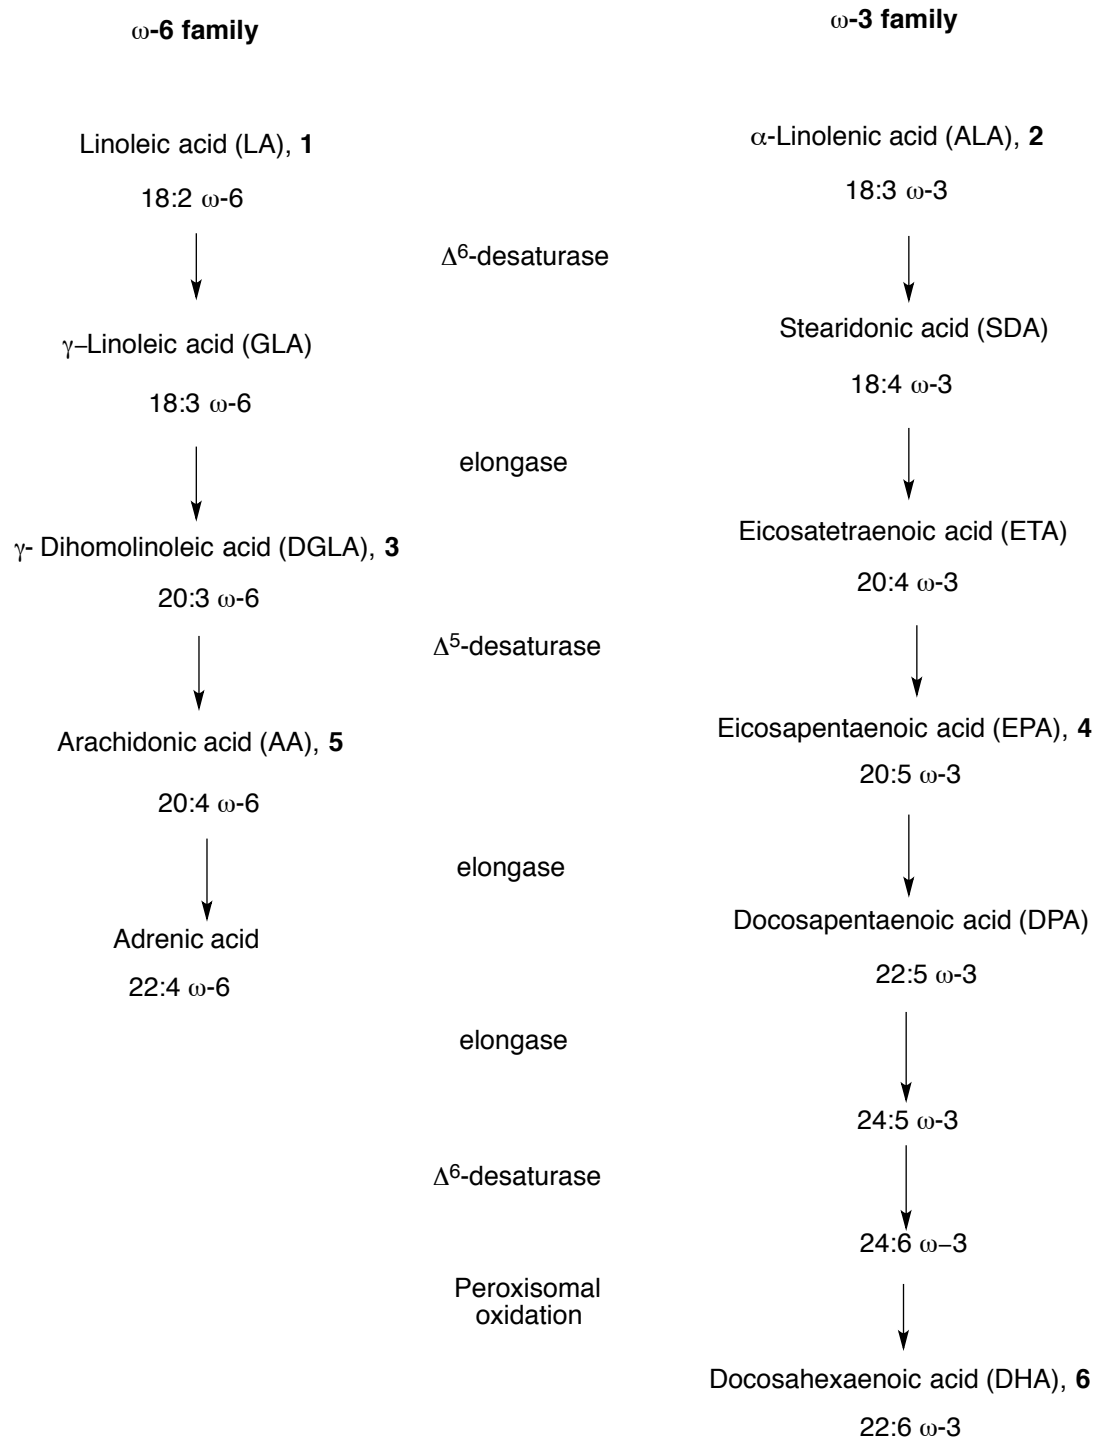 ω-6 family
ω-3 family
Linoleic acid (LA), 1
α-Linolenic acid (ALA), 2
18:2 ω-6
18:3 ω-3
Δ6-desaturase
γ–Linoleic acid (GLA)
Stearidonic acid (SDA)
18:3 ω-6
18:4 ω-3
elongase
γ- Dihomolinoleic acid (DGLA), 3
Eicosatetraenoic acid (ETA)
20:3 ω-6
20:4 ω-3
Δ5-desaturase
Arachidonic acid (AA), 5
Eicosapentaenoic acid (EPA), 4
20:4 ω-6
20:5 ω-3
elongase
Adrenic acid
Docosapentaenoic acid (DPA)
22:4 ω-6
22:5 ω-3
elongase
24:5 ω-3
Δ6-desaturase
24:6 ω–3
Peroxisomal
oxidation
Docosahexaenoic acid (DHA), 6
22:6 ω-3